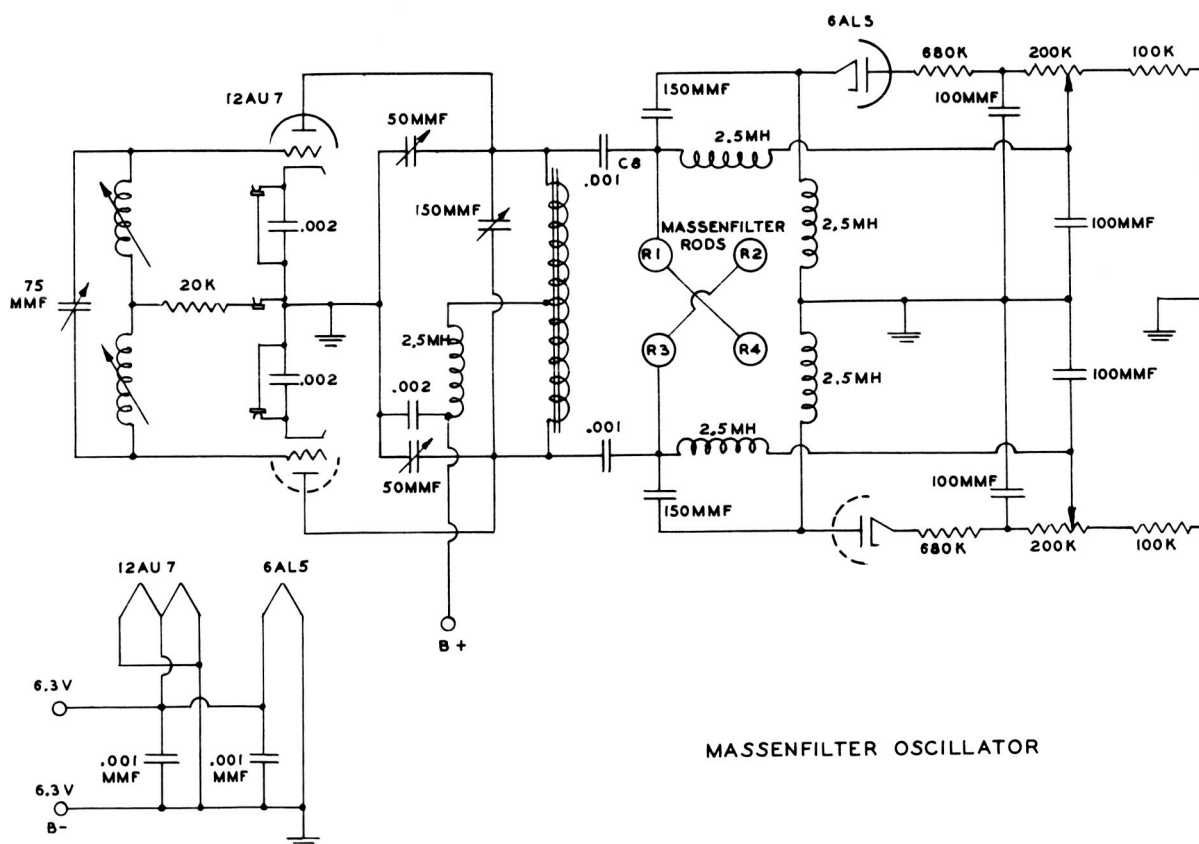 6AL5
680K
200K
100K
12AU7
150MMF
100MMF
50MMF
2.5MH
C8
.001
150MMF
2.5MH
.002
MASSENFILTER
RODS
100MMF
R1
R2
75
MMF
20K
2.5MH
R3
R4
2.5MH
.002
.002
100MMF
.001
2.5MH
50MMF
100MMF
150MMF
680K
200K
100K
12AU7
6AL5
B+
6.3V
.001
MMF
.001
MMF
MASSENFILTER OSCILLATOR
6.3V
B-